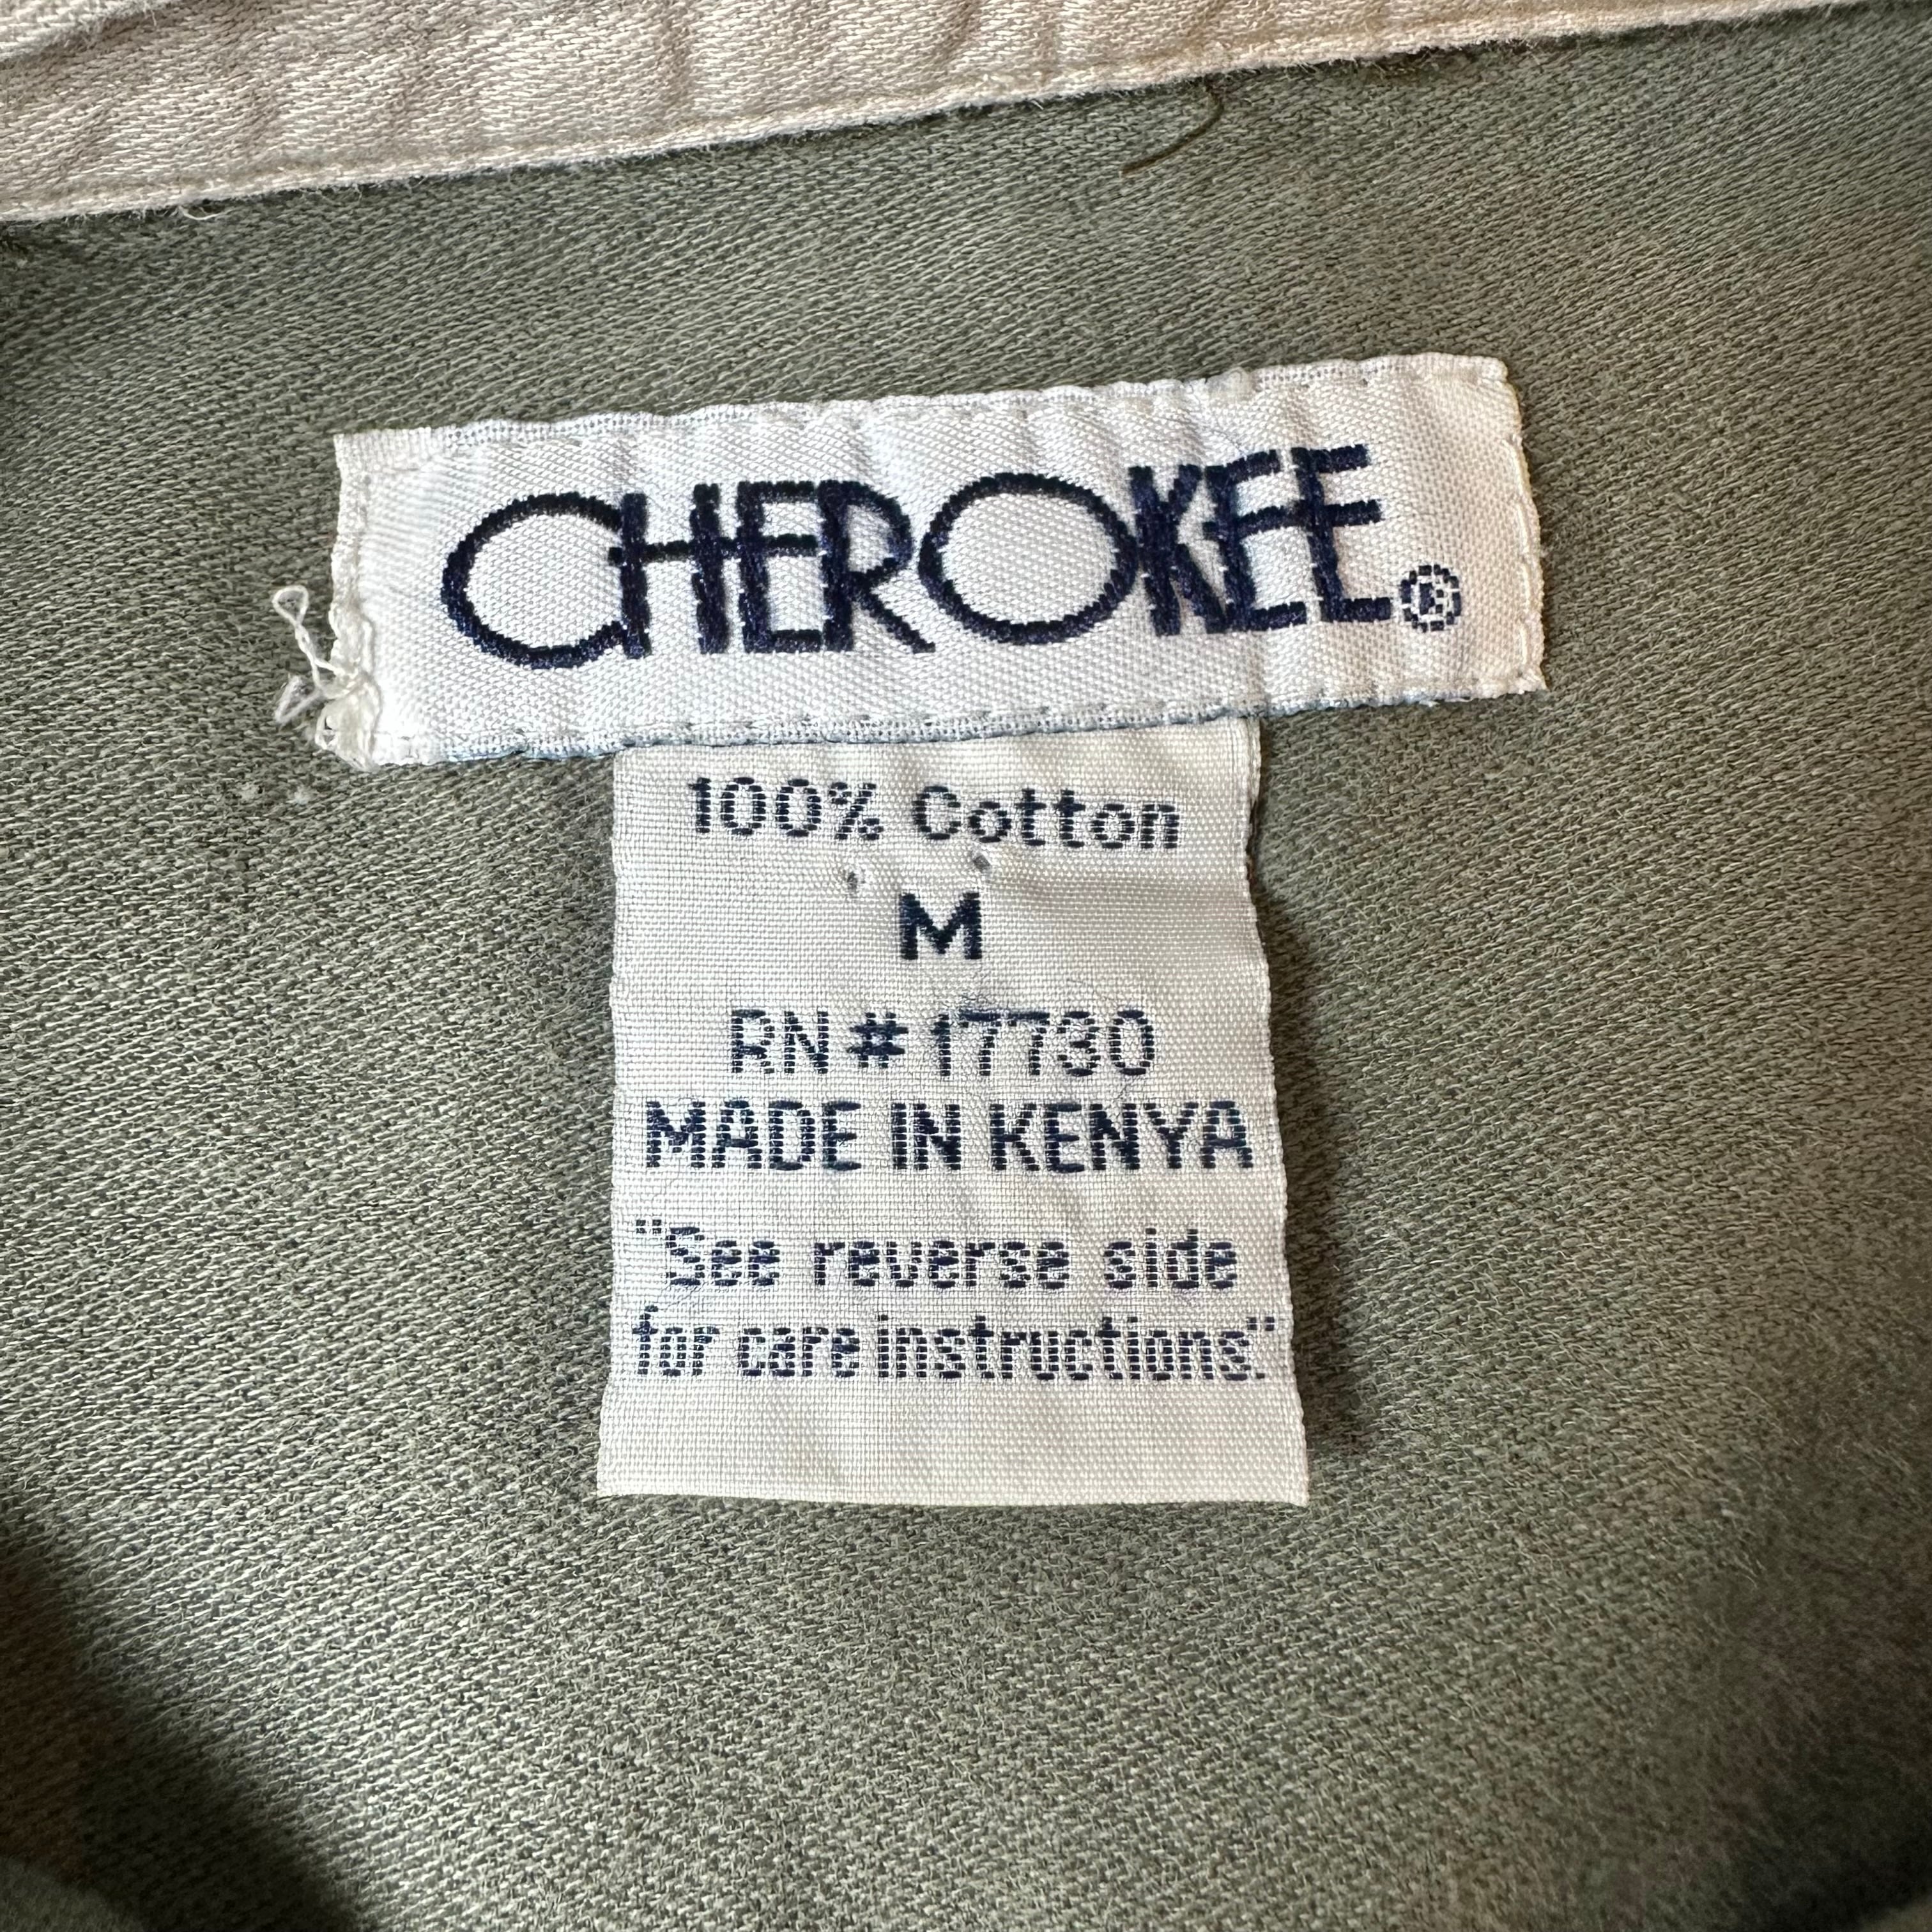 CHEROKEE®
100% Cotton
M
RN # 17730
MADE IN KENYA
"See reverse side
for care instructions."